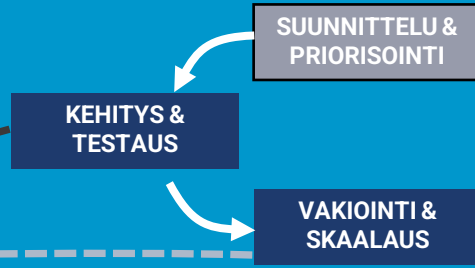 SUUNNITTELU &
PRIORISOINTI
KEHITYS &
TESTAUS
VAKIOINTI &
SKAALAUS